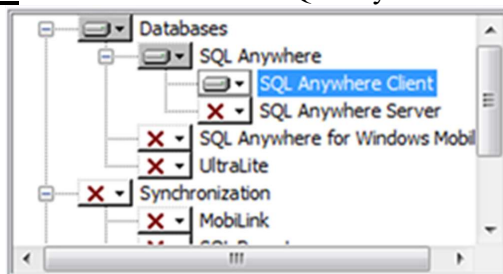 Databases
SQL Anywhere
SQL Anywhere Client
SQL Anywhere Server
SQL Anywhere for Windows Mobil
UltraLite
Synchronization
MobiLink